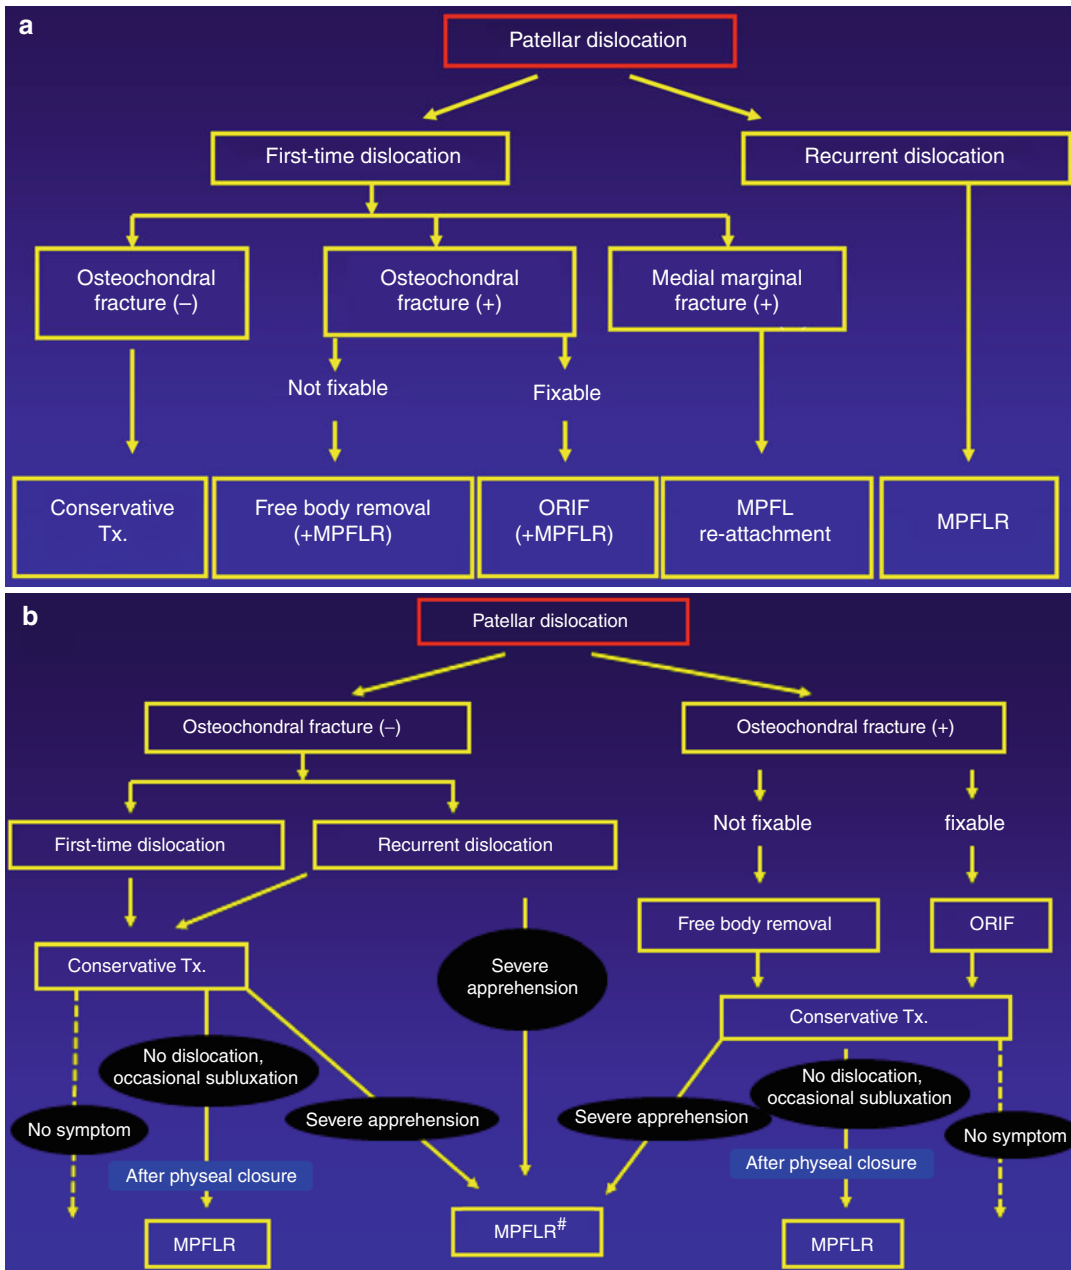 a
Patellar dislocation
First-time dislocation
Recurrent dislocation
Osteochondral
fracture (–)
Osteochondral
fracture (+)
Medial marginal
fracture (+)
Not fixable
Fixable
Conservative
Tx.
Free body removal
(+MPFLR)
ORIF
(+MPFLR)
MPFL
re-attachment
MPFLR
b
Patellar dislocation
Osteochondral fracture (–)
Osteochondral fracture (+)
Not fixable
fixable
First-time dislocation
Recurrent dislocation
Free body removal
ORIF
Conservative Tx.
Severe
apprehension
Conservative Tx.
No dislocation,
occasional subluxation
No dislocation,
occasional subluxation
No symptom
Severe apprehension
Severe apprehension
No symptom
After physeal closure
After physeal closure
MPFLR
MPFLR#
MPFLR